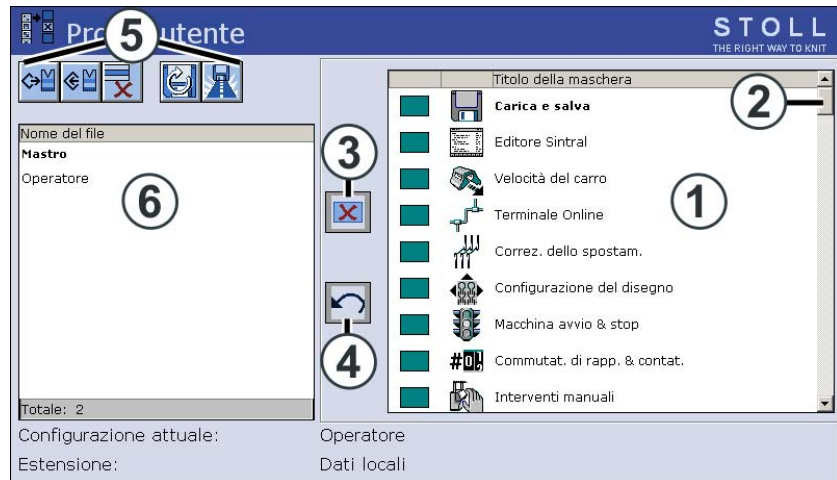 Pro utente
STOLL
THE RIGHT WAY TO KNIT
5
Titolo della maschera
Carica e salva
2
Nome del file
Mastro
Operatore
6
3
4
1
Editore Sintral
Velocità del carro
Terminale Online
Correz. dello spostam.
Configurazione del disegno
Macchina avvio & stop
#0 Commutat. di rapp. & contat.
Interventi manuali
Totale: 2
Configurazione attuale: Operatore
Estensione: Dati locali